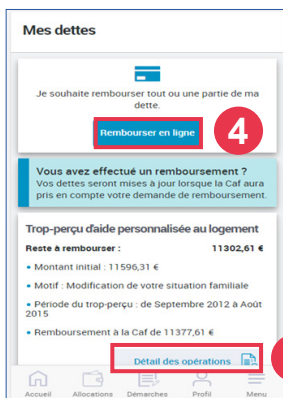 Mes dettes
Je souhaite rembourser tout ou une partie de ma
dette.
Rembourser en ligne
4
Vous avez effectué un remboursement ?
Vos dettes seront mises à jour lorsque la Caf aura
pris en compte votre demande de remboursement.
Trop-perçu d'aide personnalisée au logement
Reste à rembourser : 11302,61 €
• Montant initial : 11596,31 €
• Motif : Modification de votre situation familiale
• Période du trop-perçu : de Septembre 2012 à Août
2015
• Remboursement à la Caf de 11377,61 €
Détail des opérations
Accueil Allocations Démarches Profil Menu